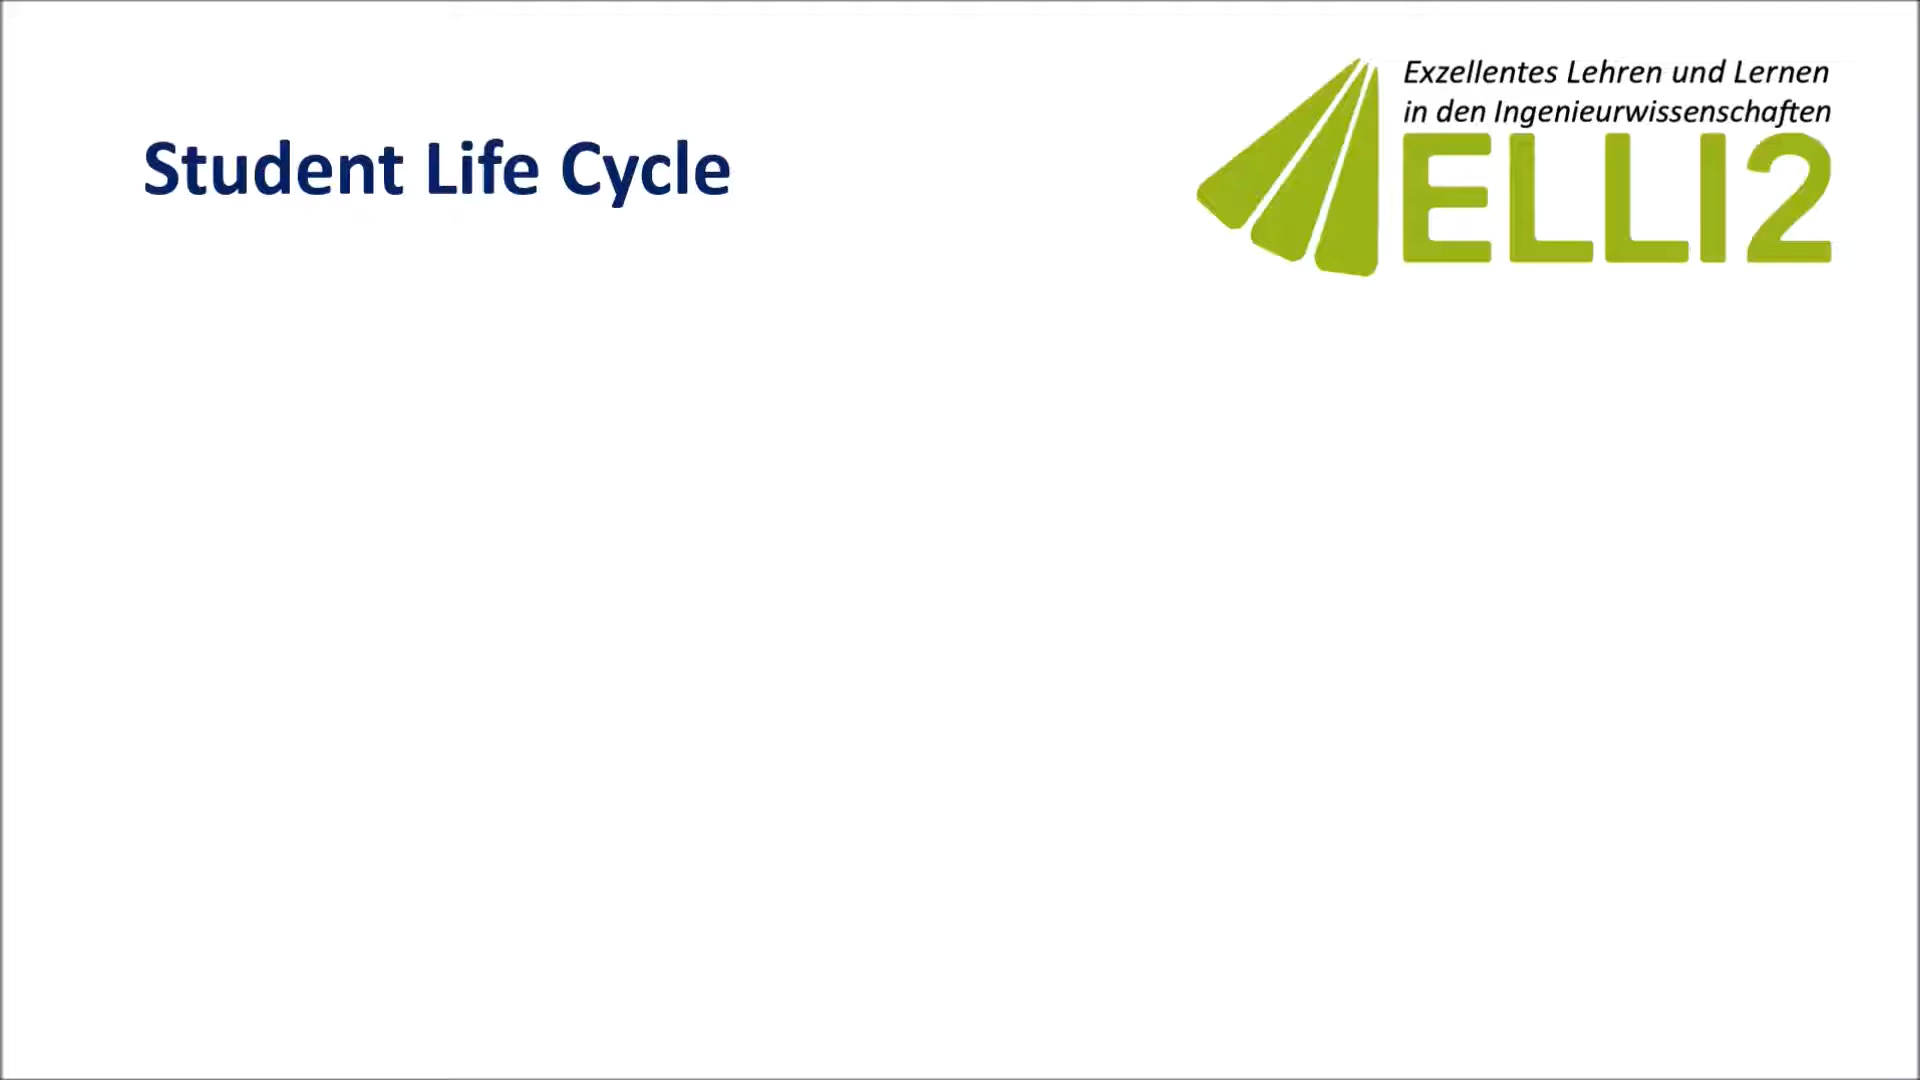 Student Life Cycle
Exzellentes Lehren und Lernen
in den Ingenieurwissenschaften
ELLI2